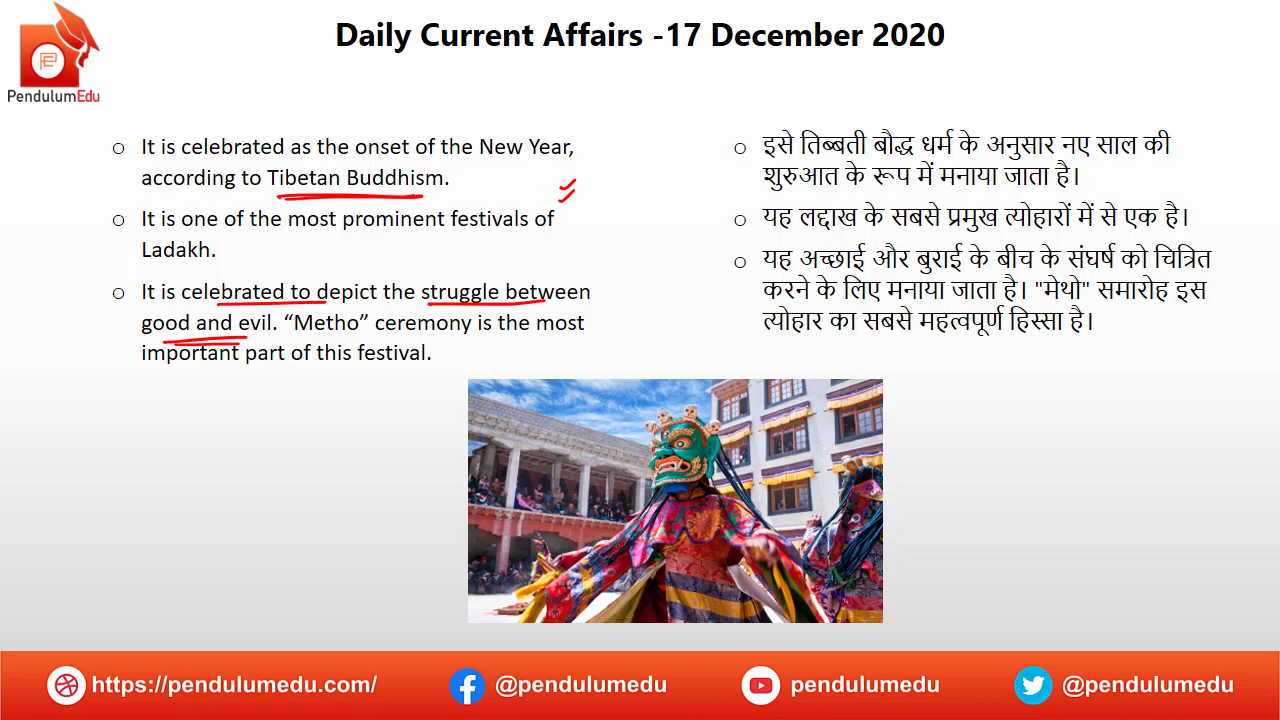 Daily Current Affairs -17 December 2020
PendulumEdu
○ It is celebrated as the onset of the New Year,
according to Tibetan Buddhism.
○ It is one of the most prominent festivals of
Ladakh.
○ It is celebrated to depict the struggle between
good and evil. “Metho” ceremony is the most
important part of this festival.
○ इसे तिब्बती बौद्ध धर्म के अनुसार नए साल की
शुरुआत के रूप में मनाया जाता है।
○ यह लद्दाख के सबसे प्रमुख त्योहारों में से एक है।
○ यह अच्छाई और बुराई के बीच के संघर्ष को चित्रित
करने के लिए मनाया जाता है। "मेथो" समारोह इस
त्योहार का सबसे महत्वपूर्ण हिस्सा है।
https://pendulumedu.com/ @pendulumedu pendulumedu @pendulumedu